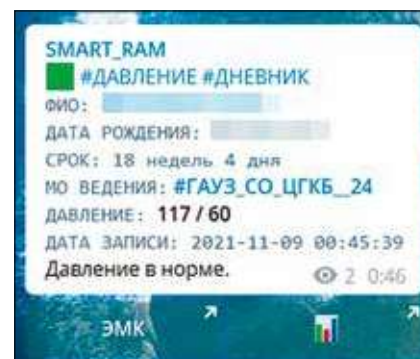 SMART_RAM
#ДАВЛЕНИЕ #ДНЕВНИК
ФИО:
ДАТА РОЖДЕНИЯ:
СРОК: 18 недель 4 дня
МО ВЕДЕНИЯ: #ГАУЗ_СО_ЦГКБ__24
ДАВЛЕНИЕ: 117 / 60
ДАТА ЗАПИСИ: 2021-11-09 00:45:39
Давление в норме.
2 0:46
ЭМК